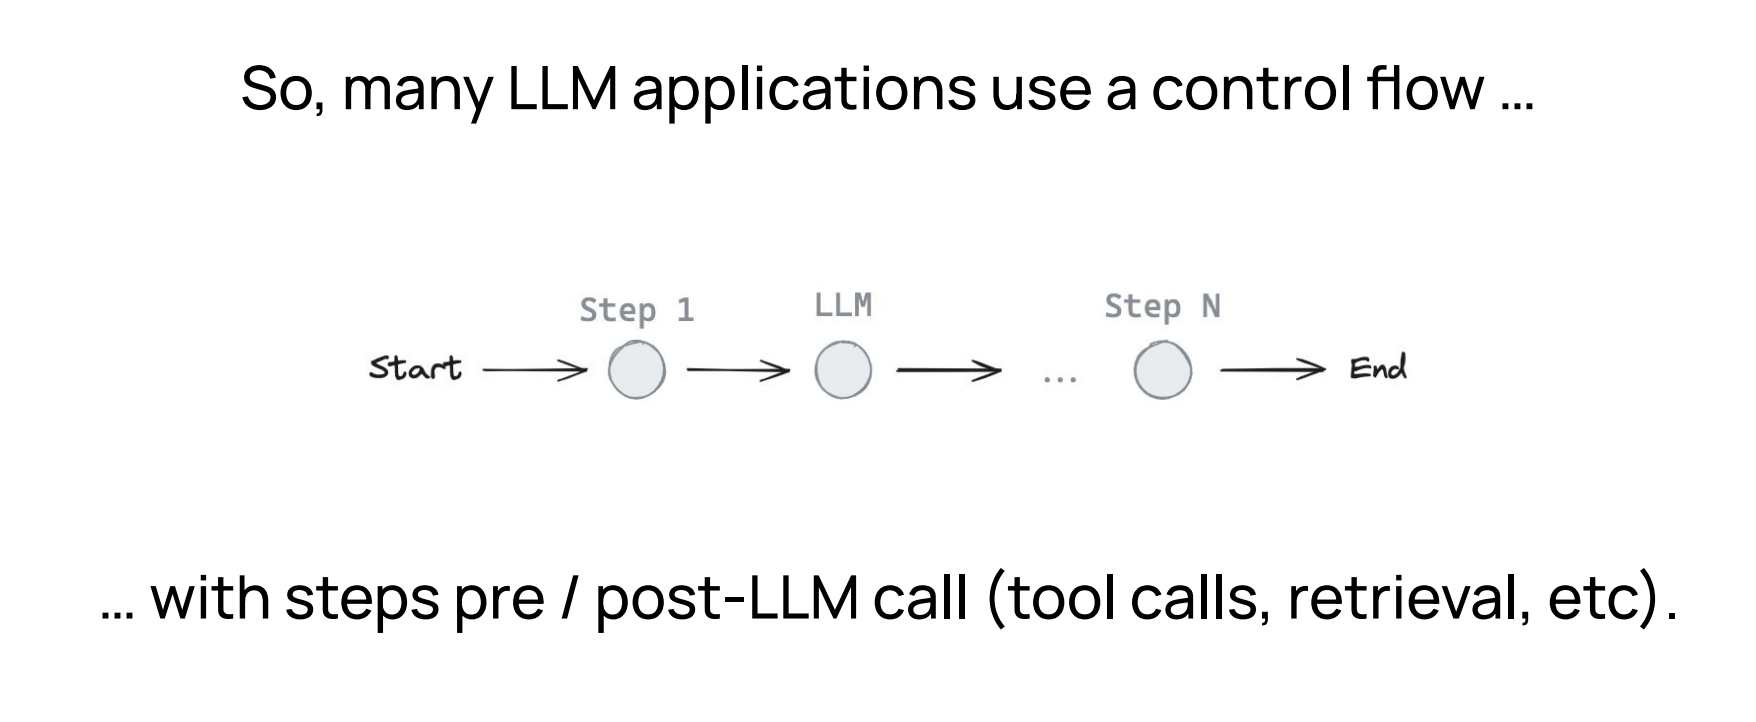 So, many LLM applications use a control flow ...
Step 1 LLM Step N
Start ... End
... with steps pre / post-LLM call (tool calls, retrieval, etc).